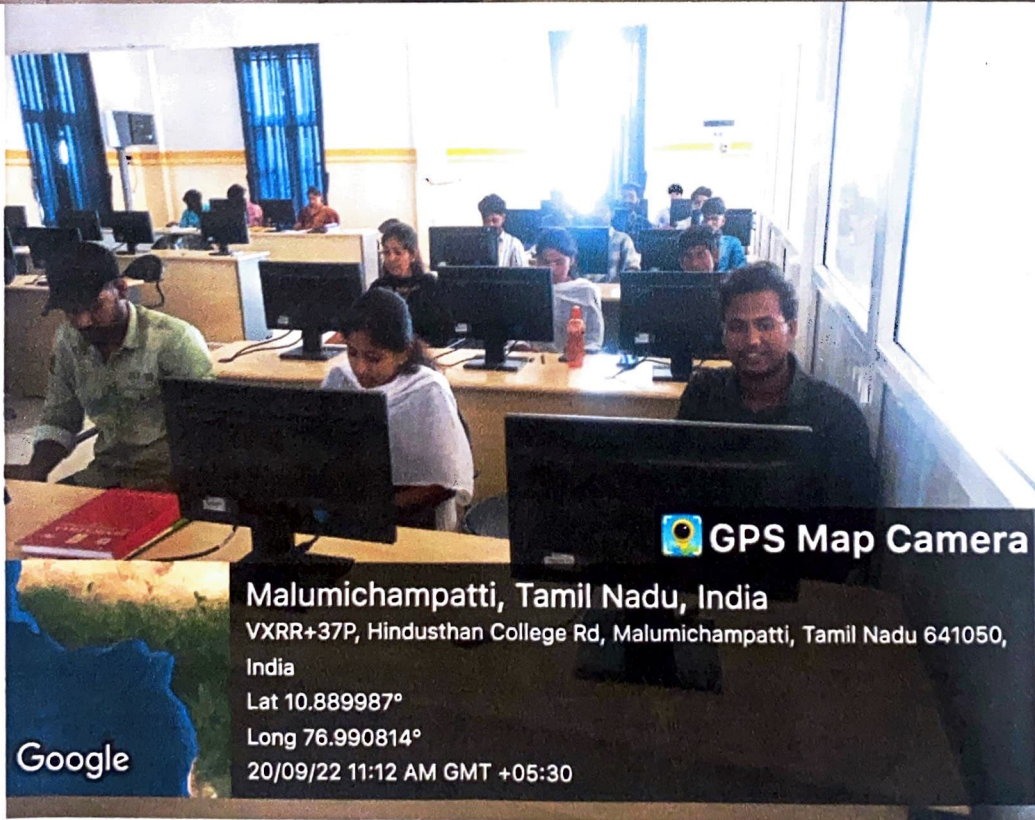 GPS Map Camera
Malumichampatti, Tamil Nadu, India
VXRR+37P, Hindusthan College Rd, Malumichampatti, Tamil Nadu 641050,
India
Lat 10.889987°
Long 76.990814°
20/09/22 11:12 AM GMT +05:30
Google